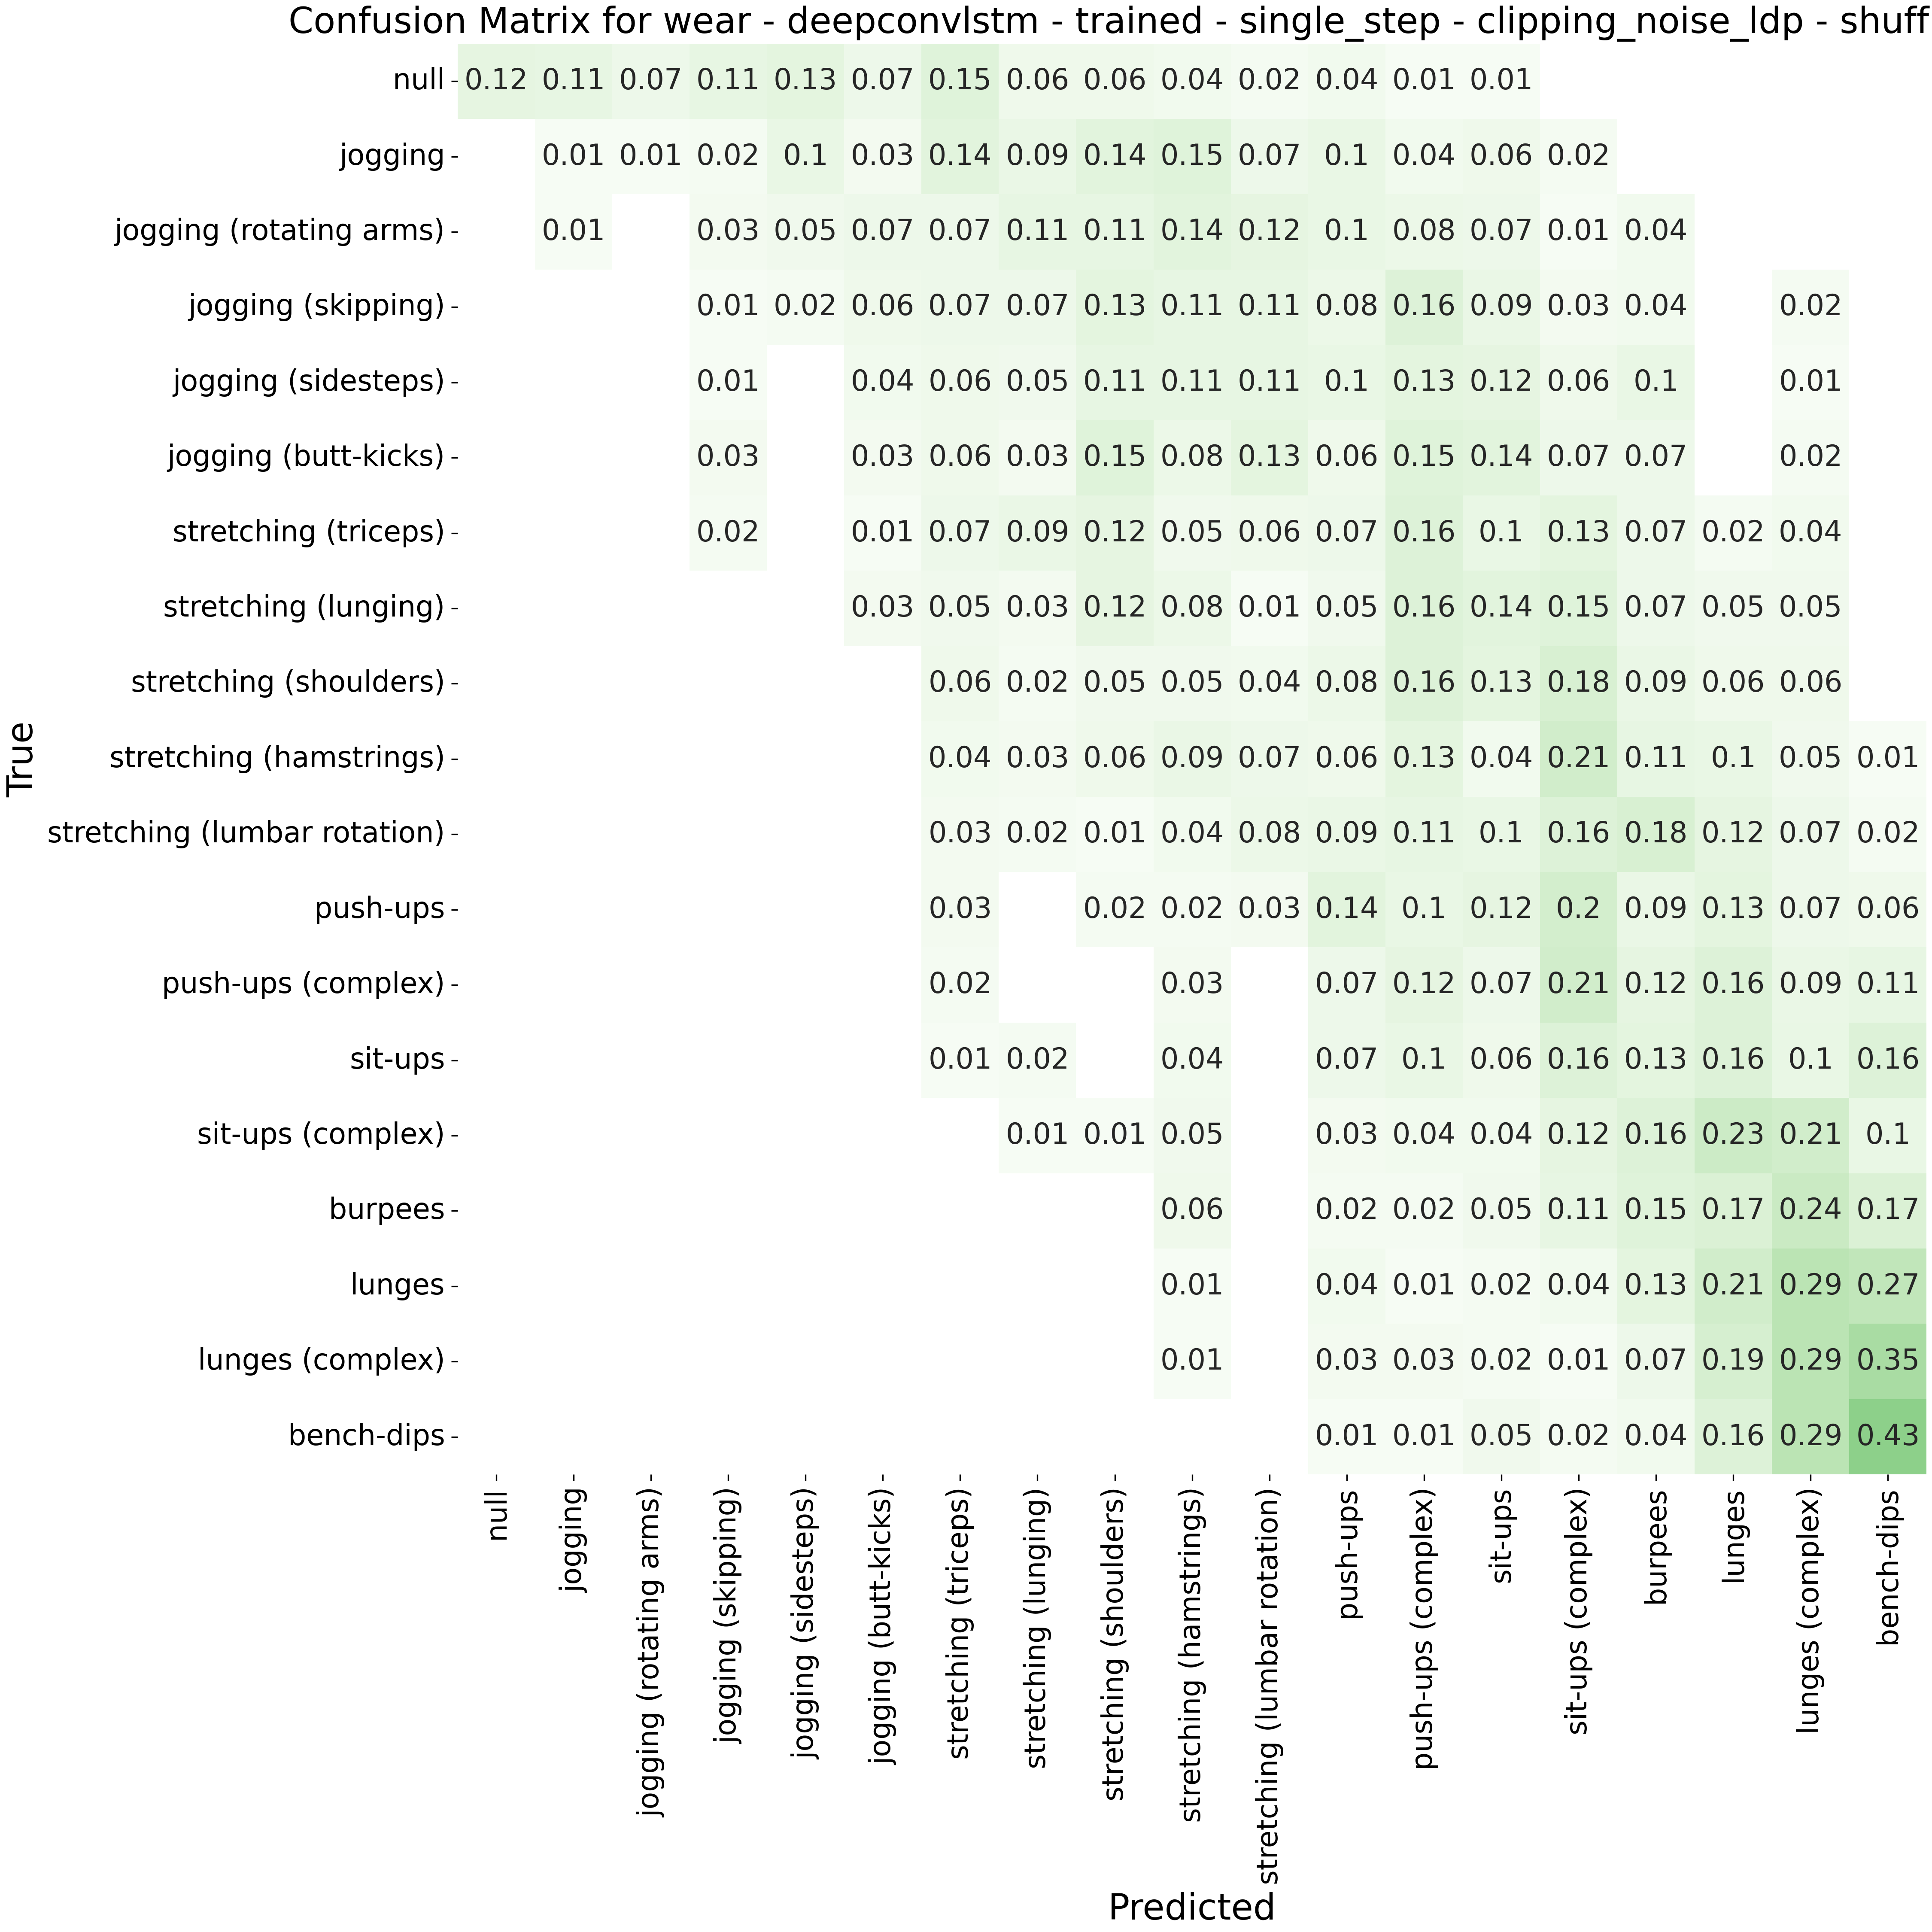 Confusion Matrix for wear - deepconvlstm - trained - single_step - clipping_noise_ldp - shuff
null 0.12 0.11 0.07 0.11 0.13 0.07 0.15 0.06 0.06 0.04 0.02 0.04 0.01 0.01
jogging 0.01 0.01 0.02 0.1 0.03 0.14 0.09 0.14 0.15 0.07 0.1 0.04 0.06 0.02
jogging (rotating arms) 0.01 0.03 0.05 0.07 0.07 0.11 0.11 0.14 0.12 0.1 0.08 0.07 0.01 0.04
jogging (skipping) 0.01 0.02 0.06 0.07 0.07 0.13 0.11 0.11 0.08 0.16 0.09 0.03 0.04 0.02
jogging (sidesteps) 0.01 0.04 0.06 0.05 0.11 0.11 0.11 0.1 0.13 0.12 0.06 0.1 0.01
jogging (butt-kicks) 0.03 0.03 0.06 0.03 0.15 0.08 0.13 0.06 0.15 0.14 0.07 0.07 0.02
stretching (triceps) 0.02 0.01 0.07 0.09 0.12 0.05 0.06 0.07 0.16 0.1 0.13 0.07 0.02 0.04
stretching (lunging) 0.03 0.05 0.03 0.12 0.08 0.01 0.05 0.16 0.14 0.15 0.07 0.05 0.05
stretching (shoulders) 0.06 0.02 0.05 0.05 0.04 0.08 0.16 0.13 0.18 0.09 0.06 0.06
stretching (hamstrings) 0.04 0.03 0.06 0.09 0.07 0.06 0.13 0.04 0.21 0.11 0.1 0.05 0.01
stretching (lumbar rotation) 0.03 0.02 0.01 0.04 0.08 0.09 0.11 0.1 0.16 0.18 0.12 0.07 0.02
push-ups 0.03 0.02 0.02 0.03 0.14 0.1 0.12 0.2 0.09 0.13 0.07 0.06
push-ups (complex) 0.02 0.03 0.07 0.12 0.07 0.21 0.12 0.16 0.09 0.11
sit-ups 0.01 0.02 0.04 0.07 0.1 0.06 0.16 0.13 0.16 0.1 0.16
sit-ups (complex) 0.01 0.01 0.05 0.03 0.04 0.04 0.12 0.16 0.23 0.21 0.1
burpees 0.06 0.02 0.02 0.05 0.11 0.15 0.17 0.24 0.17
lunges 0.01 0.04 0.01 0.02 0.04 0.13 0.21 0.29 0.27
lunges (complex) 0.01 0.03 0.03 0.02 0.01 0.07 0.19 0.29 0.35
bench-dips 0.01 0.01 0.05 0.02 0.04 0.16 0.29 0.43
True
null
jogging
jogging (rotating arms)
jogging (skipping)
jogging (sidesteps)
jogging (butt-kicks)
stretching (triceps)
stretching (lunging)
stretching (shoulders)
stretching (hamstrings)
stretching (lumbar rotation)
push-ups
push-ups (complex)
sit-ups
sit-ups (complex)
burpees
lunges
lunges (complex)
bench-dips
Predicted